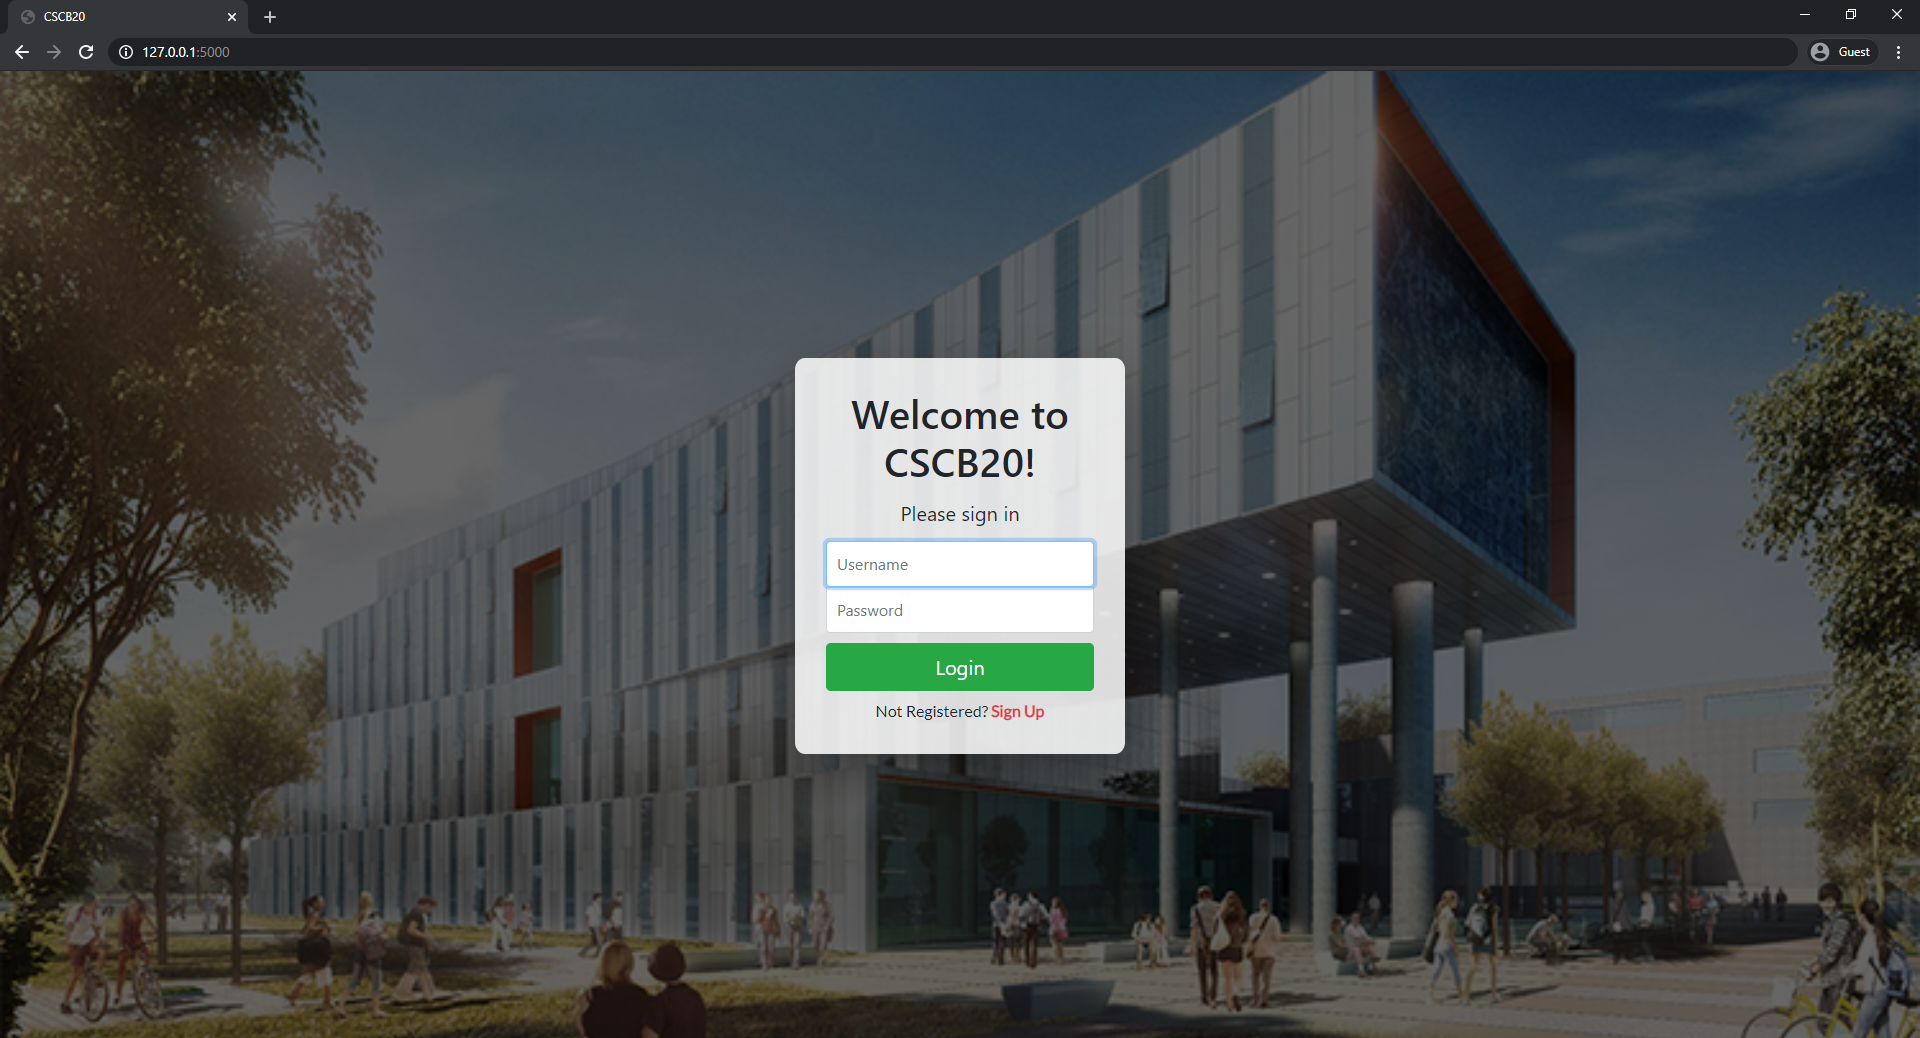 CSCB20
127.0.0.1:5000
Guest
Welcome to
CSCB20!
Please sign in
Username
Password
Login
Not Registered? Sign Up